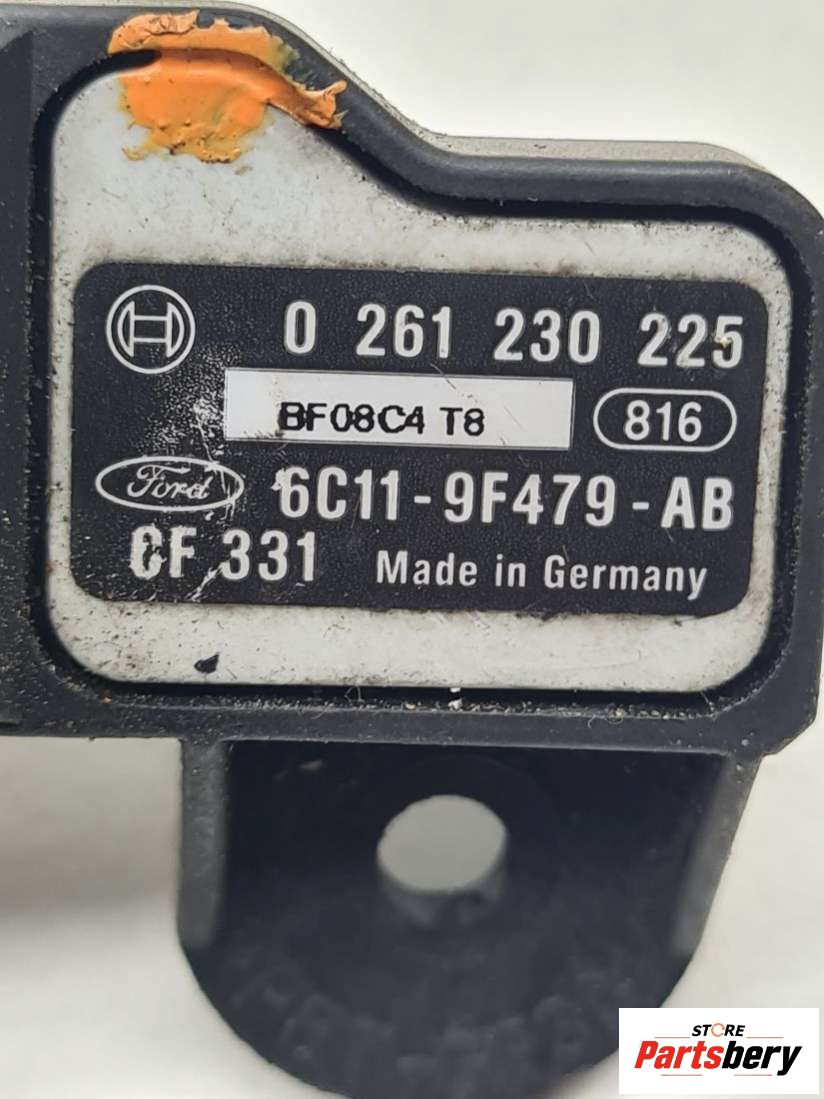 0 261 230 225
BF08C4 T8
816
Ford 6C11-9F479-AB
CF 331 Made in Germany
STORE
Partsbery